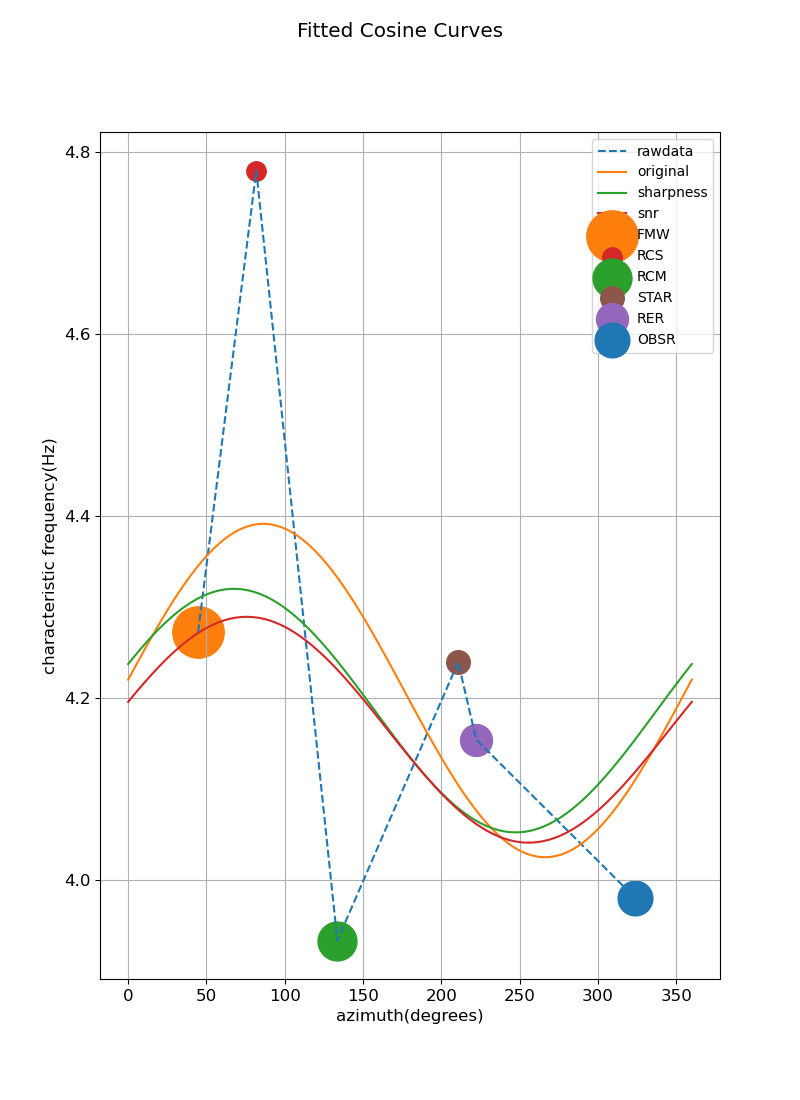 Fitted Cosine Curves
4.8
4.6
4.4
4.2
4.0
characteristic frequency(Hz)
rawdata
original
sharpness
snr
FMW
RCS
RCM
STAR
RER
OBSR
0 50 100 150 200 250 300 350
azimuth(degrees)